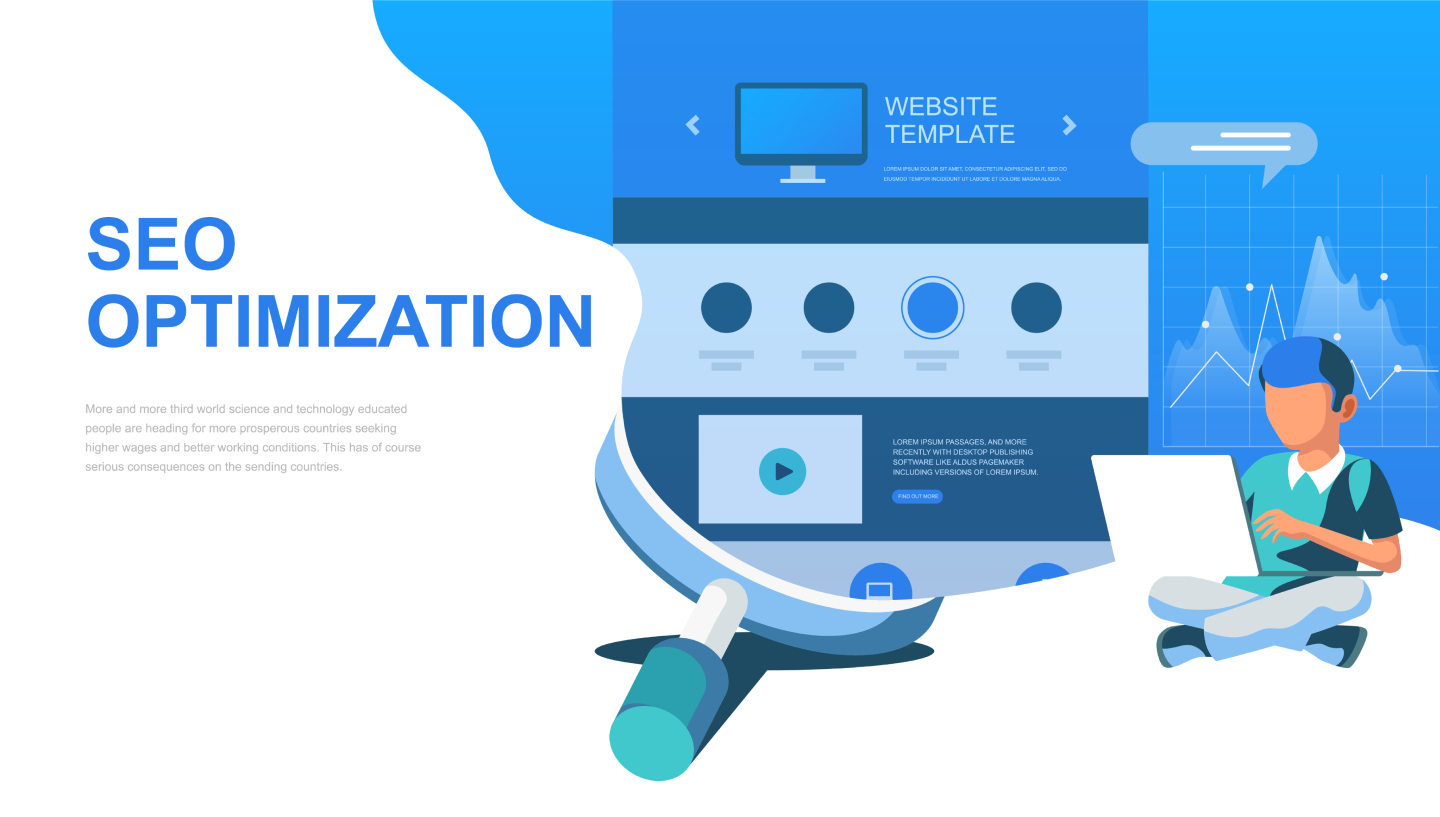 SEO
OPTIMIZATION
More and more third world science and technology educated
people are heading for more prosperous countries seeking
higher wages and better working conditions. This has of course
serious consequences on the sending countries.
WEBSITE
TEMPLATE
LOREM IPSUM DOLOR SIT AMET, CONSECTETUR ADIPISCING ELIT, SED DO
EIUSMOD TEMPOR INCIDIDUNT UT LABORE ET DOLORE MAGNA ALIQUA.
LOREM IPSUM PASSAGES, AND MORE
RECENTLY WITH DESKTOP PUBLISHING
SOFTWARE LIKE ALDUS PAGEMAKER
INCLUDING VERSIONS OF LOREM IPSUM.
FIND OUT MORE